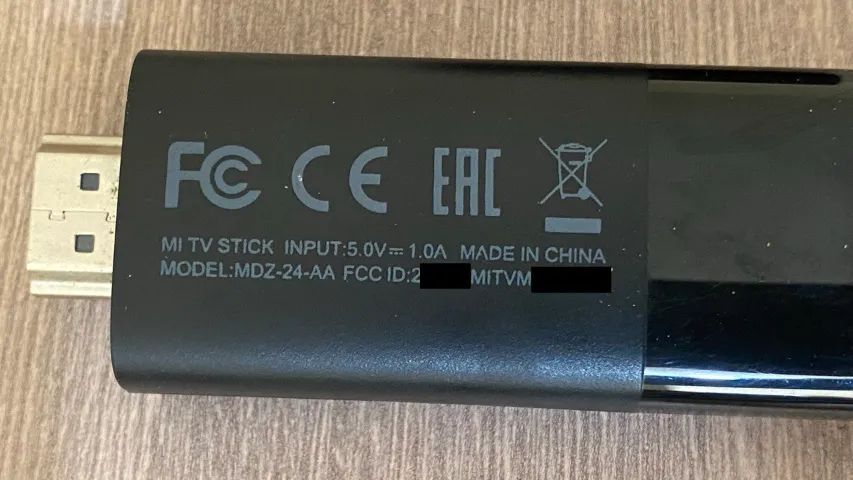 FC CE EAC
MI TV STICK INPUT:5.0V⎓1.0A MADE IN CHINA
MODEL:MDZ-24-AA FCC ID:2 MITVM